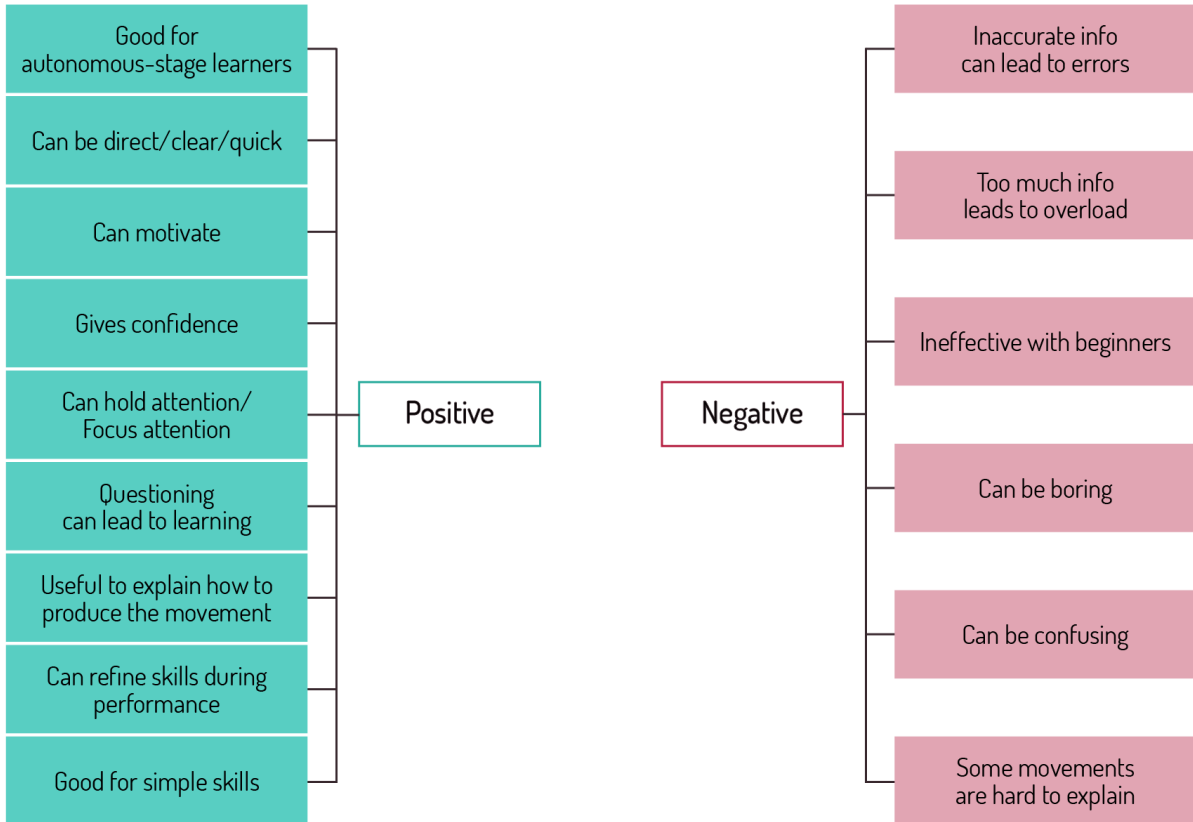 Good for
autonomous-stage learners
Can be direct/clear/quick
Can motivate
Gives confidence
Can hold attention/
Focus attention
Questioning
can lead to learning
Useful to explain how to
produce the movement
Can refine skills during
performance
Good for simple skills
Positive
Negative
Inaccurate info
can lead to errors
Too much info
leads to overload
Ineffective with beginners
Can be boring
Can be confusing
Some movements
are hard to explain